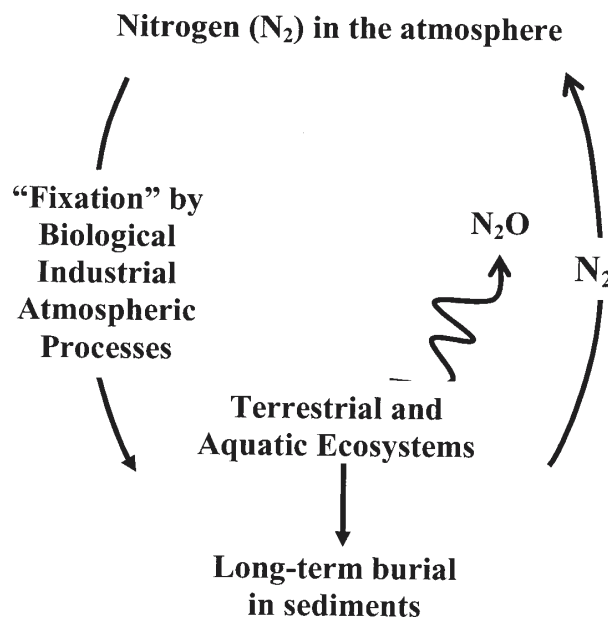 Nitrogen (N₂) in the atmosphere
“Fixation” by
Biological
Industrial
Atmospheric
Processes
N₂O
N₂
Terrestrial and
Aquatic Ecosystems
Long-term burial
in sediments